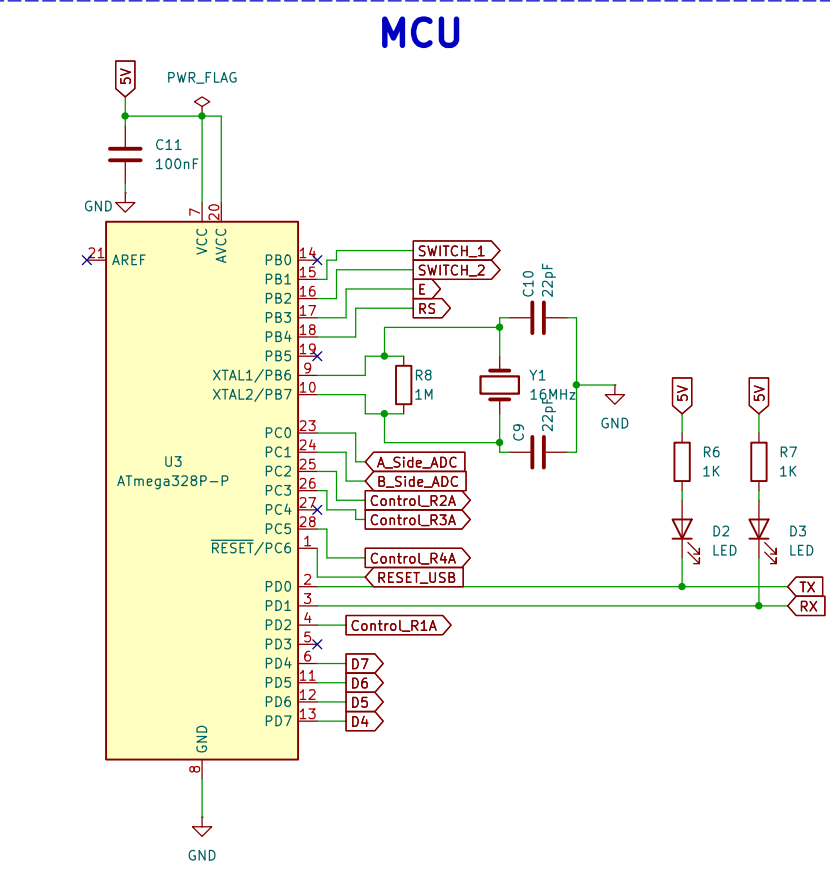 MCU
5V
PWR_FLAG
C11
100nF
GND
7
20
VCC
AVCC
21
AREF
PB0
14
PB1
15
PB2
16
PB3
17
PB4
18
PB5
19
XTAL1/PB6
9
XTAL2/PB7
10
PC0
23
PC1
24
PC2
25
PC3
26
PC4
27
PC5
28
RESET/PC6
1
PD0
2
PD1
3
PD2
4
PD3
5
PD4
6
PD5
11
PD6
12
PD7
13
U3
ATmega328P-P
GND
8
GND
SWITCH_1
SWITCH_2
E
RS
C10
22pF
R8
1M
Y1
16MHz
C9
22pF
GND
A_Side_ADC
B_Side_ADC
Control_R2A
Control_R3A
Control_R4A
RESET_USB
Control_R1A
D7
D6
D5
D4
5V
5V
R6
1K
R7
1K
D2
LED
D3
LED
TX
RX